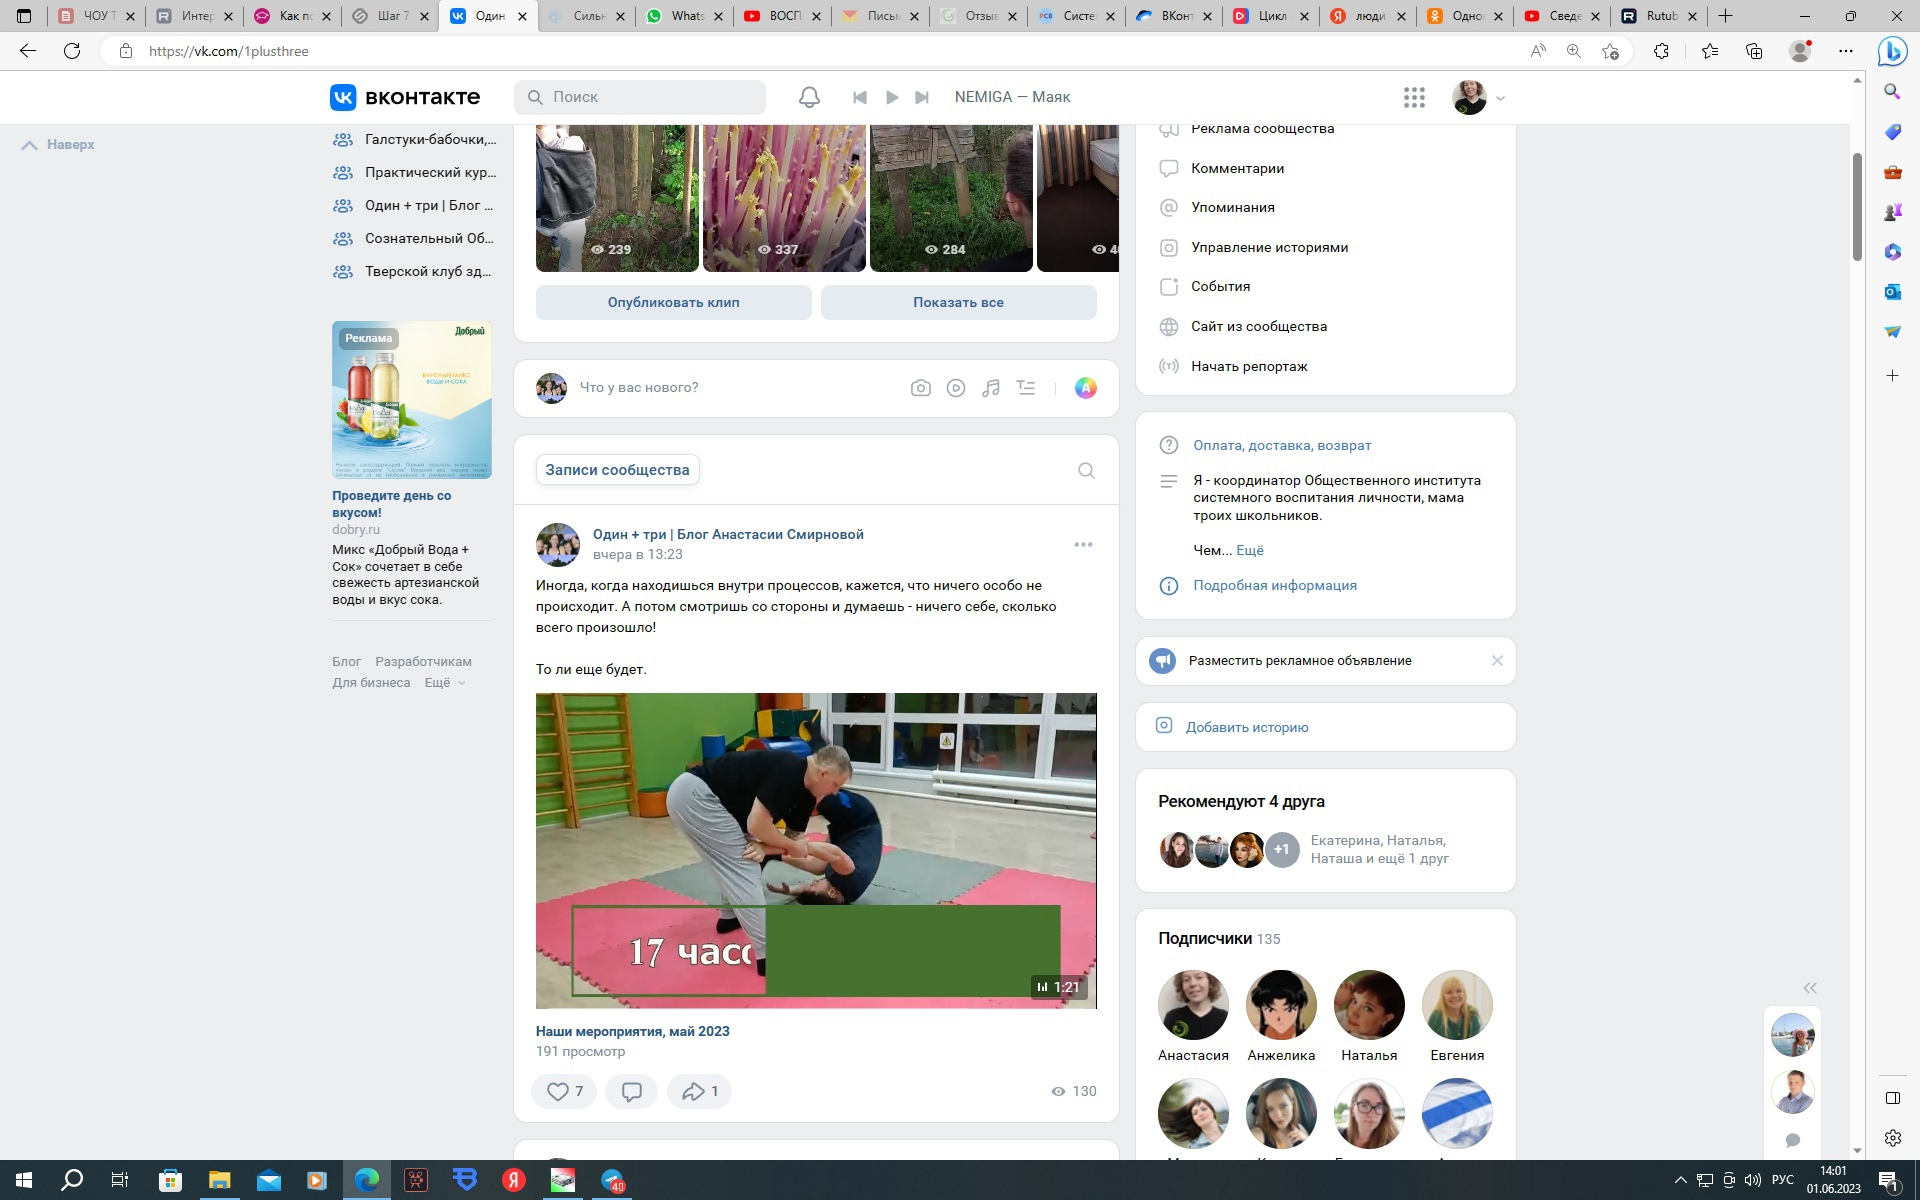 ЧОУ Т
Интер
Как по
Шаг 7
Один
Сильн
Whats
ВОСП
Письм
Отзыв
Систе
ВКонт
Цикл
люди
Одно
Сведе
Rutub
https://vk.com/1plusthree
вконтакте
Поиск
NEMIGA — Маяк
Наверх
Галстуки-бабочки,...
Практический кур...
Один + три | Блог ...
Сознательный Об...
Тверской клуб зд...
Реклама
Добрый
ВКУСНЫЙ МИКС
ВОДЫ И СОКА
Проведите день со
вкусом!
dobry.ru
Микс «Добрый Вода +
Сок» сочетает в себе
свежесть артезианской
воды и вкус сока.
Блог Разработчикам
Для бизнеса Ещё
239
337
284
Опубликовать клип
Показать все
Что у вас нового?
Записи сообщества
Один + три | Блог Анастасии Смирновой
вчера в 13:23
Иногда, когда находишься внутри процессов, кажется, что ничего особо не
происходит. А потом смотришь со стороны и думаешь - ничего себе, сколько
всего произошло!
То ли еще будет.
17 часо
1:21
Наши мероприятия, май 2023
191 просмотр
7
1
130
Реклама сообщества
Комментарии
Упоминания
Управление историями
События
Сайт из сообщества
Начать репортаж
Оплата, доставка, возврат
Я - координатор Общественного института
системного воспитания личности, мама
троих школьников.
Чем... Ещё
Подробная информация
Разместить рекламное объявление
Добавить историю
Рекомендуют 4 друга
+1
Екатерина, Наталья,
Наташа и ещё 1 друг
Подписчики 135
Анастасия Анжелика Наталья Евгения
40
РУС
14:01
01.06.2023
1